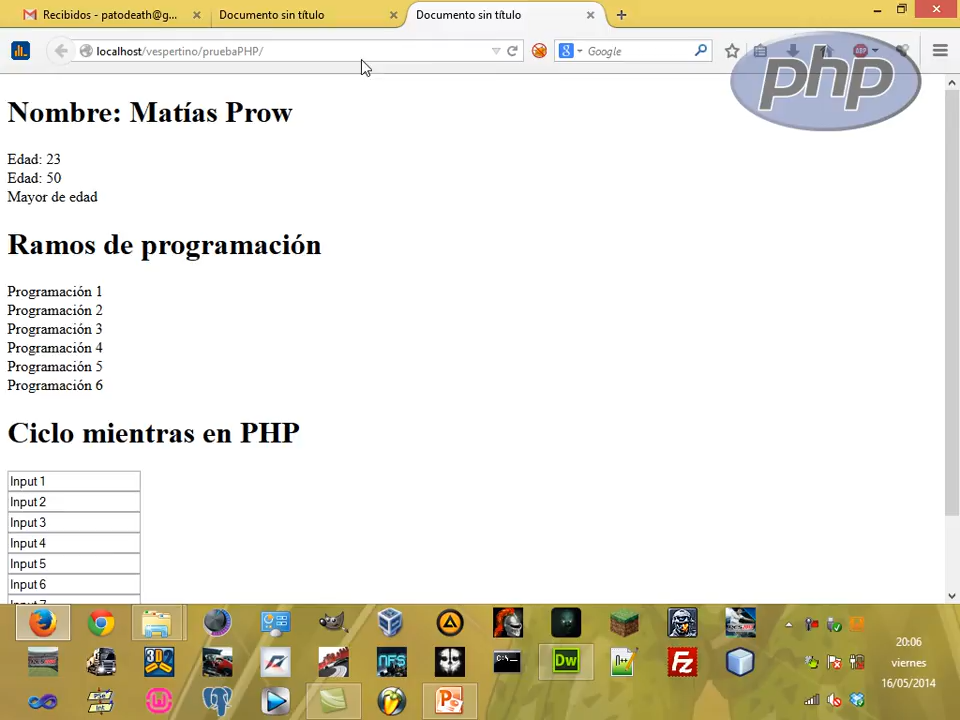 Recibidos - patodeath@g...
Documento sin título
Documento sin título
localhost/vespertino/pruebaPHP/
Google
php
Nombre: Matías Prow
Edad: 23
Edad: 50
Mayor de edad
Ramos de programación
Programación 1
Programación 2
Programación 3
Programación 4
Programación 5
Programación 6
Ciclo mientras en PHP
Input 1
Input 2
Input 3
Input 4
Input 5
Input 6
20:06
viernes
16/05/2014